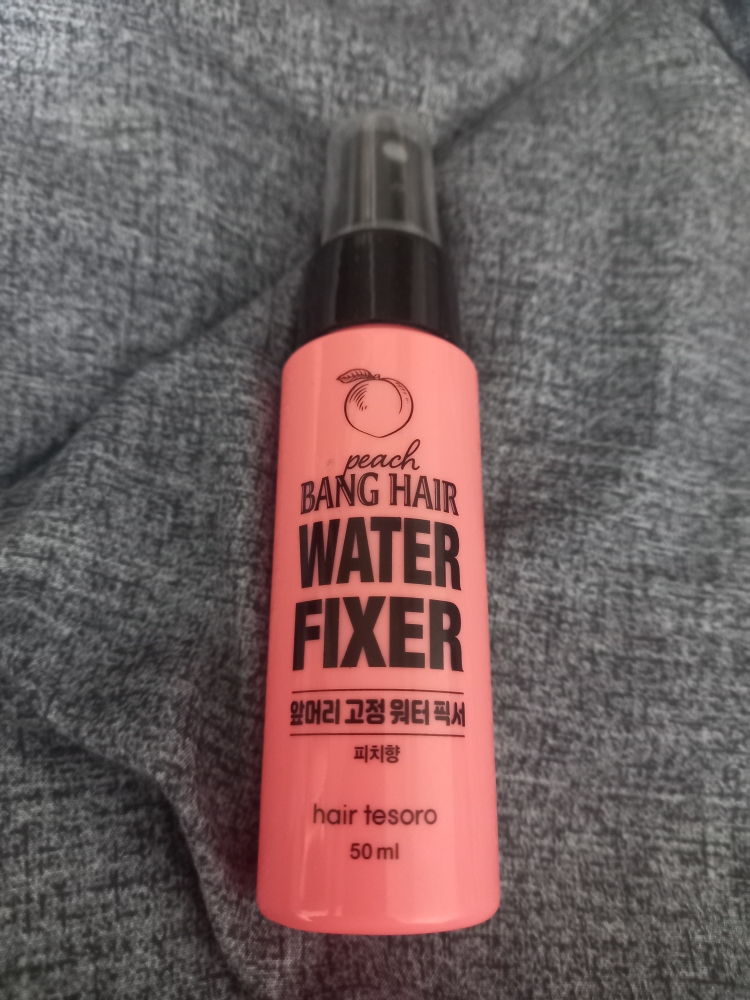 peach
BANG HAIR
WATER
FIXER
앞머리 고정 워터 픽서
피치향
hair tesoro
50 ml